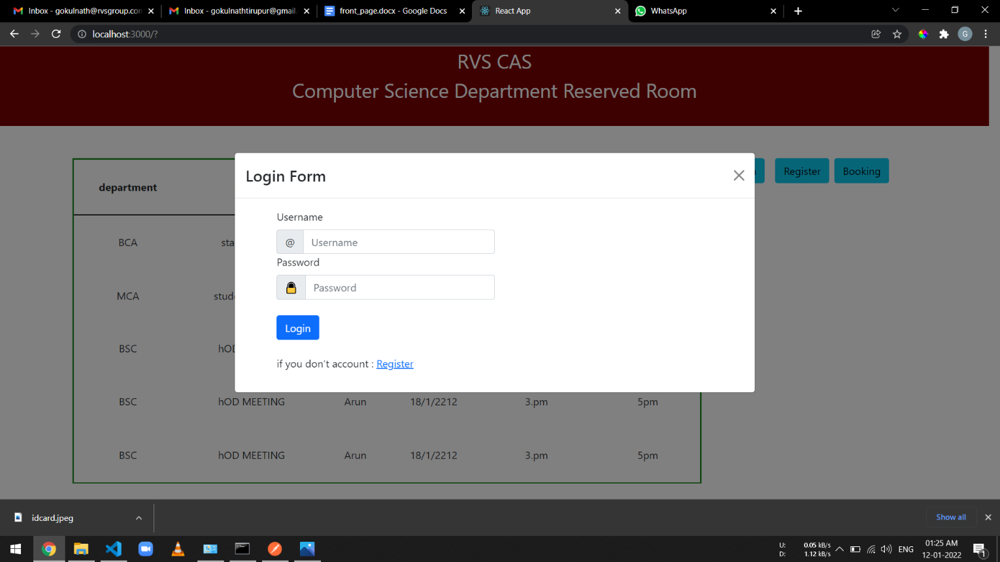 Inbox - gokulnath@rvsgroup.con
Inbox - gokulnathtirupur@gmail.
front_page.docx - Google Docs
React App
WhatsApp
localhost:3000/?
G
RVS CAS
Computer Science Department Reserved Room
Register
Booking
Login Form
department
Username
@ Username
Password
Password
Login
if you don't account : Register
BCA sta
MCA stude
BSC hOD
BSC hOD MEETING Arun 18/1/2212 3.pm 5pm
BSC hOD MEETING Arun 18/1/2212 3.pm 5pm
idcard.jpeg
Show all
U: 0.05 kB/s
D: 1.12 kB/s
ENG
01:25 AM
12-01-2022
1